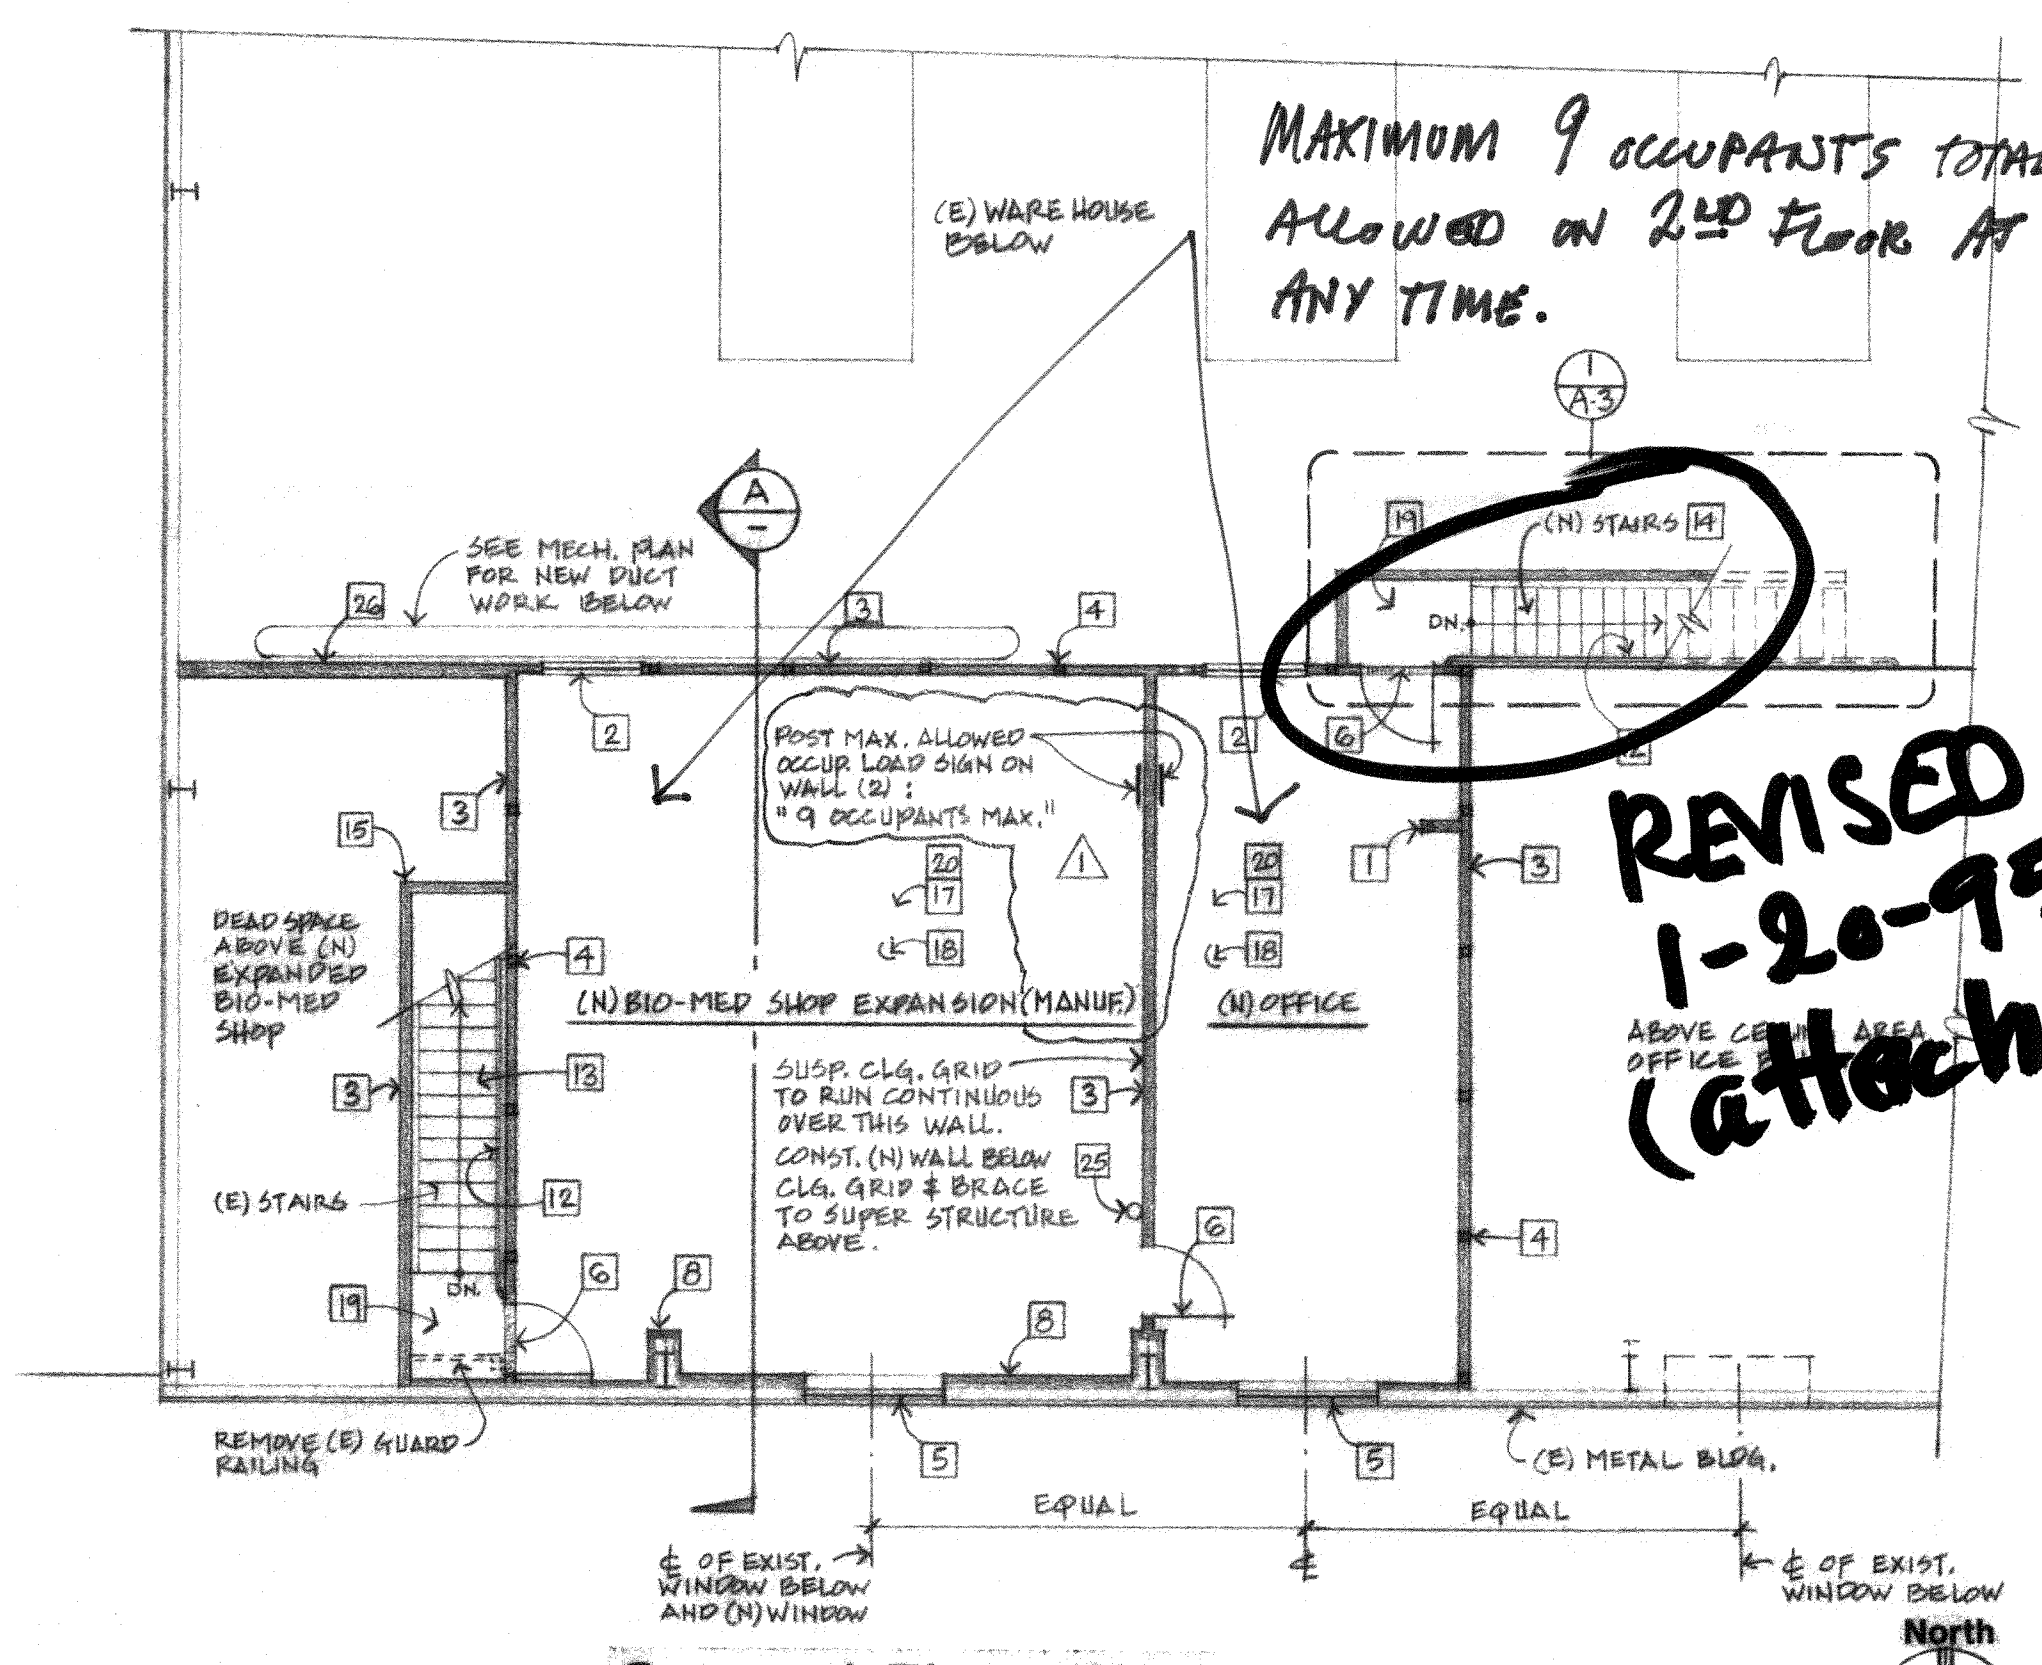 MAXIMUM 9 OCCUPANTS TOTAL
ALLOWED ON 2ND FLOOR AT
ANY TIME.
(E) WAREHOUSE
BELOW
1
A-3
A
-
19
(N) STAIRS 14
DN.
SEE MECH. PLAN
FOR NEW DUCT
WORK BELOW
26
3
4
2
2
6
12
POST MAX. ALLOWED
OCCUP. LOAD SIGN ON
WALL (2) :
"9 OCCUPANTS MAX."
1
3
15
20
17
18
20
17
18
1
3
REVISED
1-20-9
(attach
DEAD SPACE
ABOVE (N)
EXPANDED
BIO-MED
SHOP
4
(N) BIO-MED SHOP EXPANSION (MANUF.)
(N) OFFICE
ABOVE CEILING AREA
OFFICE
3
13
SUSP. CLG. GRID
TO RUN CONTINUOUS
OVER THIS WALL.
3
CONST. (N) WALL BELOW
CLG. GRID & BRACE
TO SUPER STRUCTURE
ABOVE.
25
(E) STAIRS
12
6
4
DN.
19
6
8
8
REMOVE (E) GUARD
RAILING
5
5
(E) METAL BLDG.
EQUAL
EQUAL
℄ OF EXIST.
WINDOW BELOW
AND (N) WINDOW
℄
℄ OF EXIST.
WINDOW BELOW
North